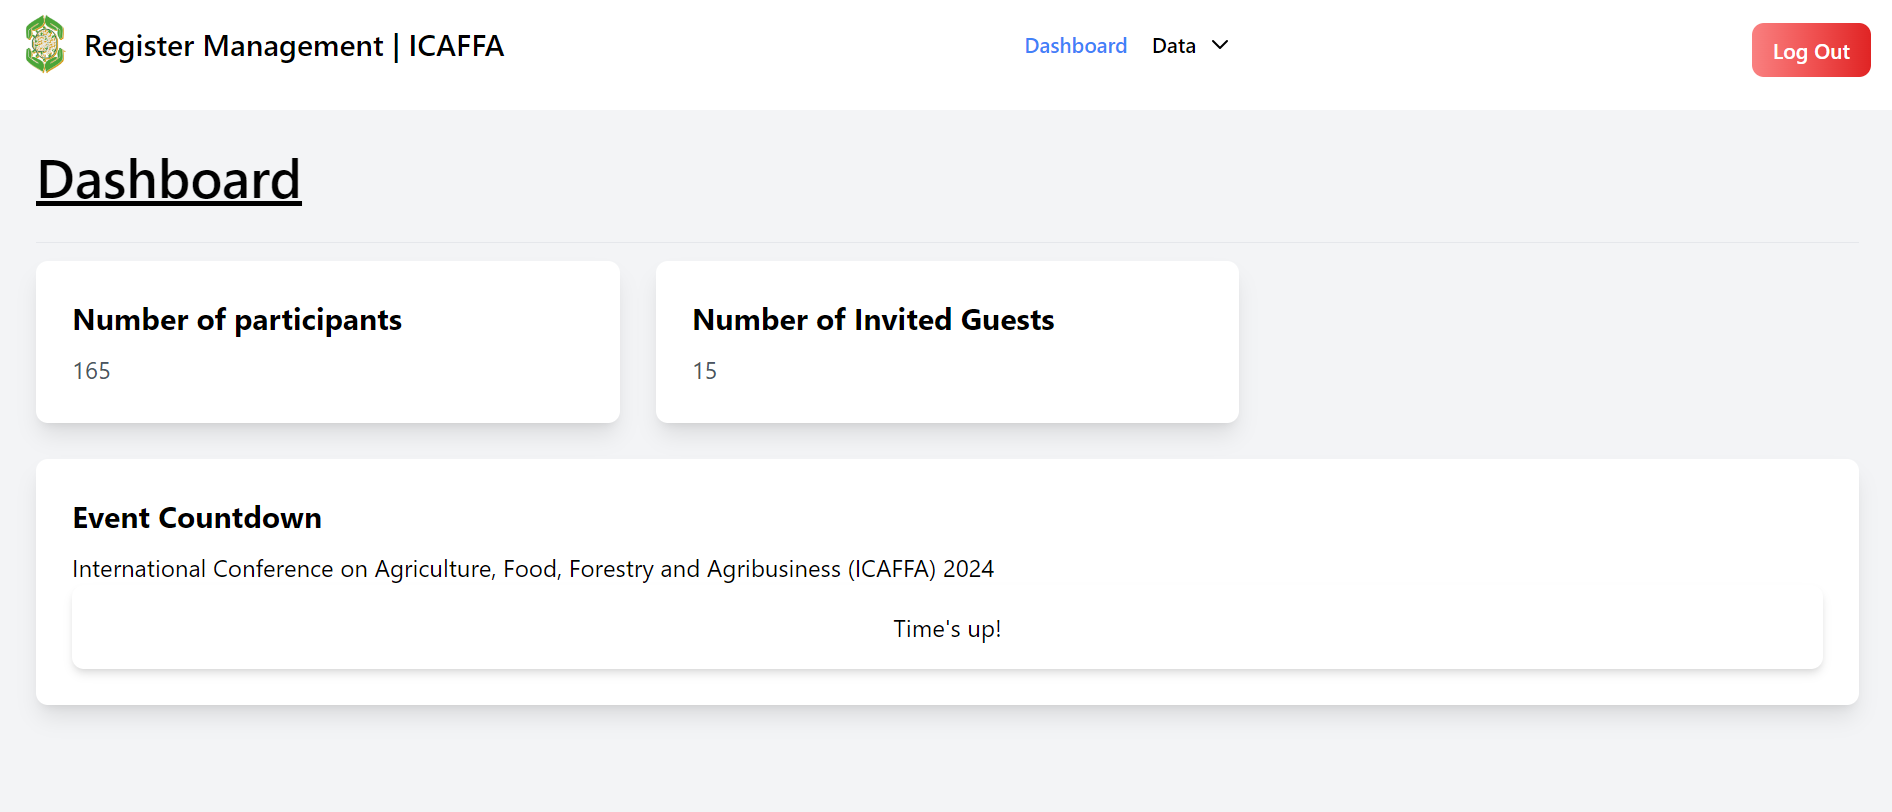 Register Management | ICAFFA
Dashboard
Data
Log Out
Dashboard
Number of participants
165
Number of Invited Guests
15
Event Countdown
International Conference on Agriculture, Food, Forestry and Agribusiness (ICAFFA) 2024
Time's up!